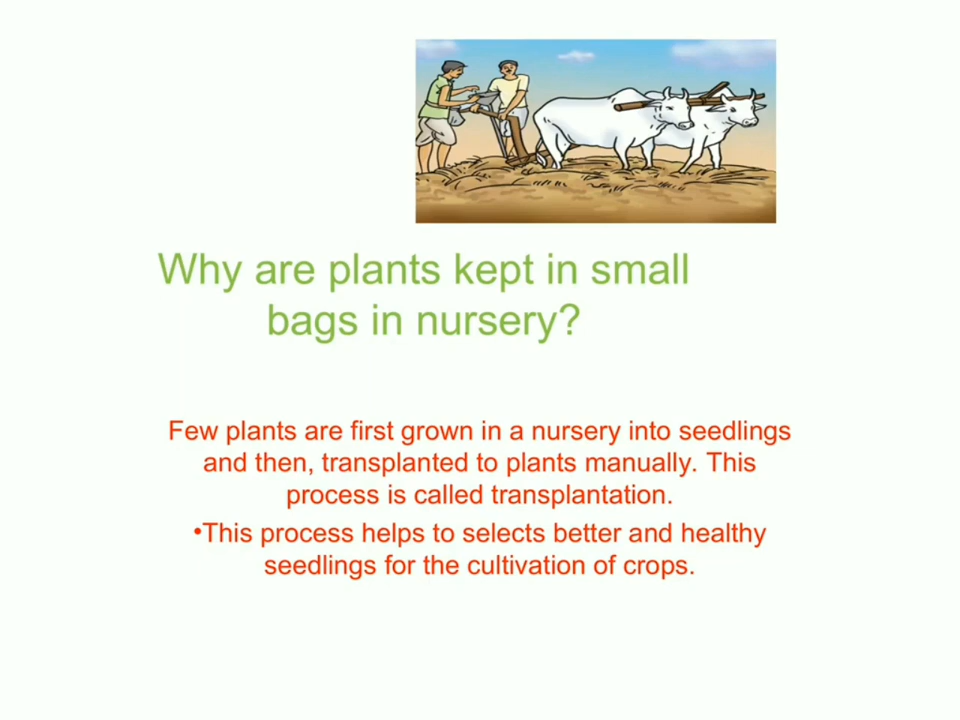 Why are plants kept in small
bags in nursery?
Few plants are first grown in a nursery into seedlings
and then, transplanted to plants manually. This
process is called transplantation.
•This process helps to selects better and healthy
seedlings for the cultivation of crops.